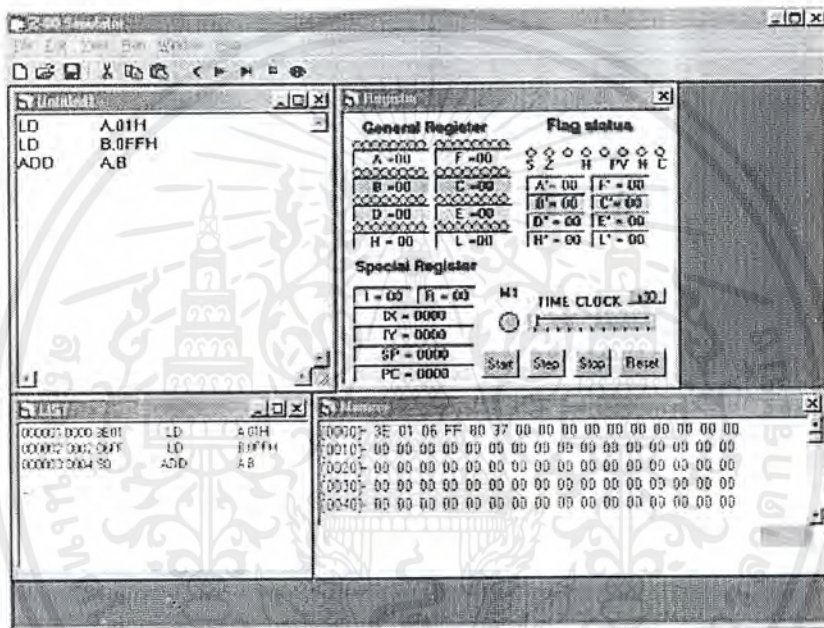 Z-80 Simulator
Untitled1
LD A,01H
LD B,0FFH
ADD A,B
Register
General Register
A =00 F =00
B =00 C =00
D =00 E =00
H = 00 L =00
Flag status
S Z H PV N C
A'= 00 F' = 00
B'= 00 C'= 00
D' = 00 E' = 00
H' = 00 L' = 00
Special Register
I = 00 R = 00
IX = 0000
IY = 0000
SP = 0000
PC = 0000
M1
TIME CLOCK
Start Step Stop Reset
List
000001 0000 3E01 LD A,01H
000002 0002 06FF LD B,0FFH
000003 0004 80 ADD A,B
Memory
[0000]- 3E 01 06 FF 80 37 00 00 00 00 00 00 00 00 00 00
[0010]- 00 00 00 00 00 00 00 00 00 00 00 00 00 00 00 00
[0020]- 00 00 00 00 00 00 00 00 00 00 00 00 00 00 00 00
[0030]- 00 00 00 00 00 00 00 00 00 00 00 00 00 00 00 00
[0040]- 00 00 00 00 00 00 00 00 00 00 00 00 00 00 00 00